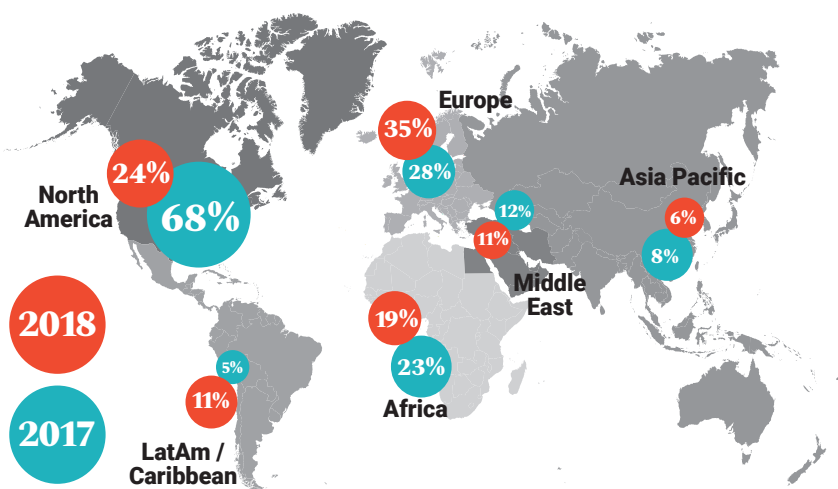 Europe
35%
28%
24%
North
America
68%
Asia Pacific
6%
8%
12%
11%
Middle
East
2018
19%
23%
Africa
5%
11%
2017
LatAm /
Caribbean